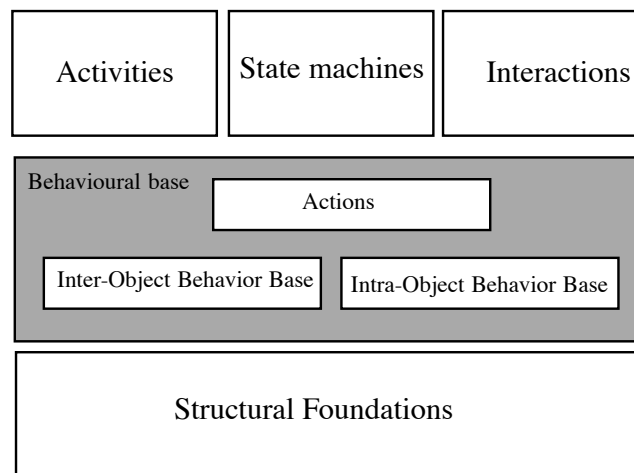 Activities
State machines
Interactions
Behavioural base
Actions
Inter-Object Behavior Base
Intra-Object Behavior Base
Structural Foundations